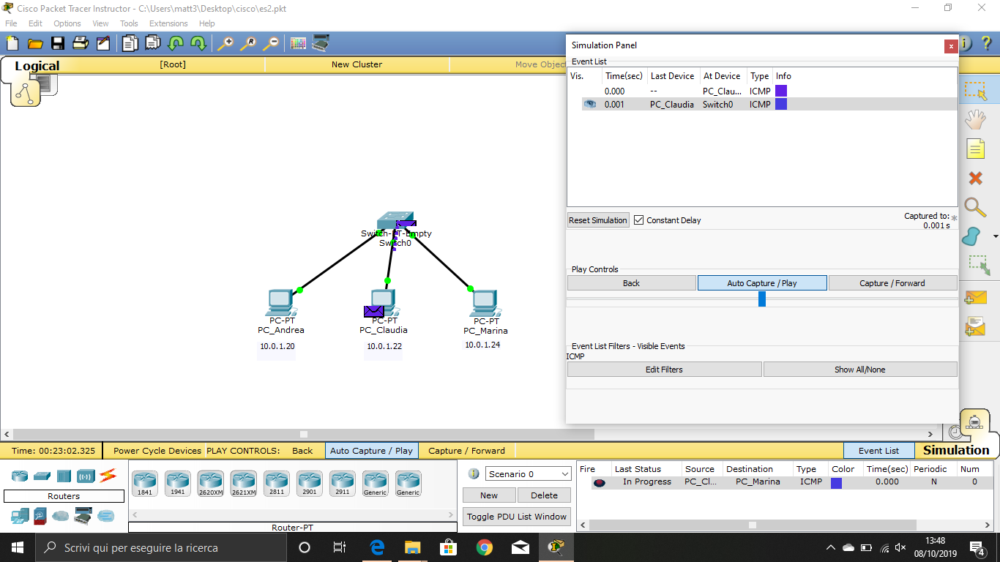 Cisco Packet Tracer Instructor - C:\Users\matt3\Desktop\cisco\es2.pkt
File Edit Options View Tools Extensions Help
Logical [Root] New Cluster Move Objec
Simulation Panel
Event List
Vis. Time(sec) Last Device At Device Type Info
0.000 -- PC_Clau... ICMP
0.001 PC_Claudia Switch0 ICMP
Reset Simulation Constant Delay Captured to: *
0.001 s
Play Controls
Back Auto Capture / Play Capture / Forward
Event List Filters - Visible Events
ICMP
Edit Filters Show All/None
Switch-PT-Empty
Switch0
PC-PT
PC_Andrea
10.0.1.20
PC-PT
PC_Claudia
10.0.1.22
PC-PT
PC_Marina
10.0.1.24
Time: 00:23:02.325 Power Cycle Devices PLAY CONTROLS: Back Auto Capture / Play Capture / Forward Event List Simulation
Routers
1841 1941 2620XM 2621XM 2811 2901 2911 Generic Generic
Router-PT
Scenario 0
New Delete
Toggle PDU List Window
Fire Last Status Source Destination Type Color Time(sec) Periodic Num
In Progress PC_Cl... PC_Marina ICMP 0.000 N 0
Scrivi qui per eseguire la ricerca
13:48
08/10/2019
4